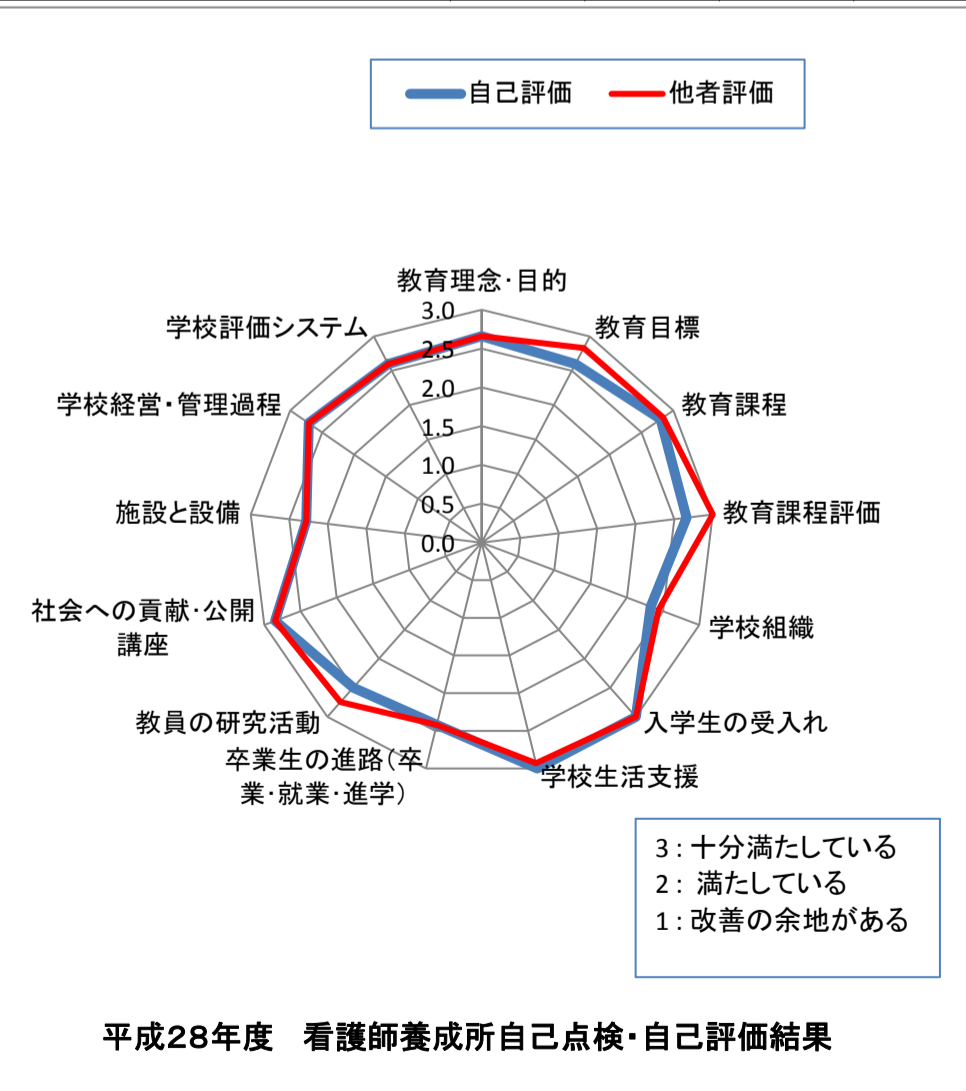 自己評価 他者評価
教育理念・目的
3.0
学校評価システム
教育目標
2.5
2.0
学校経営・管理過程
教育課程
1.5
1.0
0.5
施設と設備
教育課程評価
0.0
社会への貢献・公開
講座
学校組織
教員の研究活動
入学生の受入れ
卒業生の進路（卒
業・就業・進学）
学校生活支援
3：十分満たしている
2： 満たしている
1：改善の余地がある
平成28年度　看護師養成所自己点検・自己評価結果